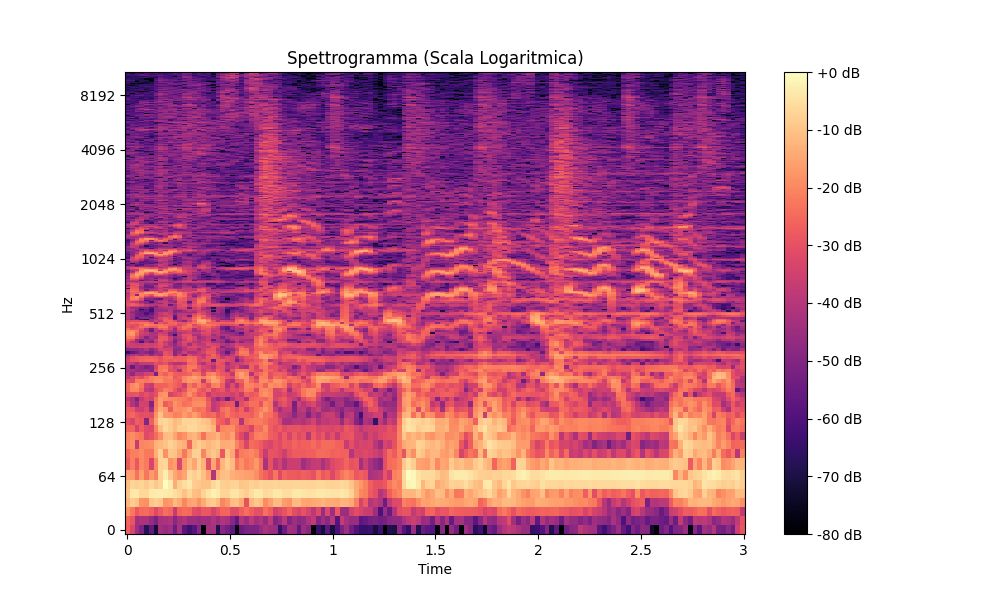 Spettrogramma (Scala Logaritmica)
Hz
8192
4096
2048
1024
512
256
128
64
0
0
0.5
1
1.5
2
2.5
3
Time
+0 dB
-10 dB
-20 dB
-30 dB
-40 dB
-50 dB
-60 dB
-70 dB
-80 dB